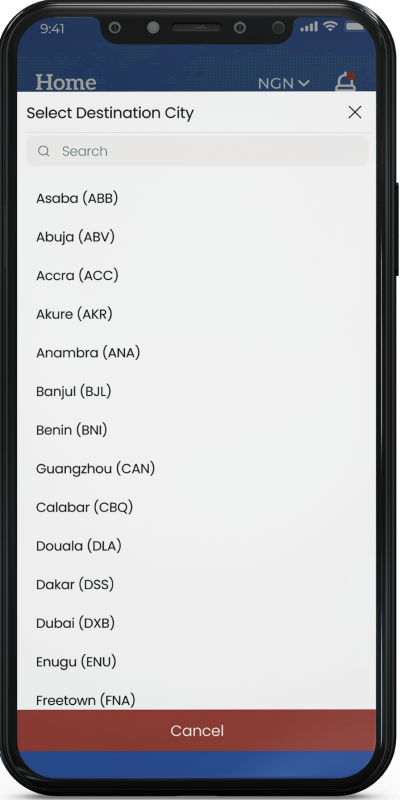 9:41
Home
NGN
Select Destination City
Search
Asaba (ABB)
Abuja (ABV)
Accra (ACC)
Akure (AKR)
Anambra (ANA)
Banjul (BJL)
Benin (BNI)
Guangzhou (CAN)
Calabar (CBQ)
Douala (DLA)
Dakar (DSS)
Dubai (DXB)
Enugu (ENU)
Freetown (FNA)
Cancel